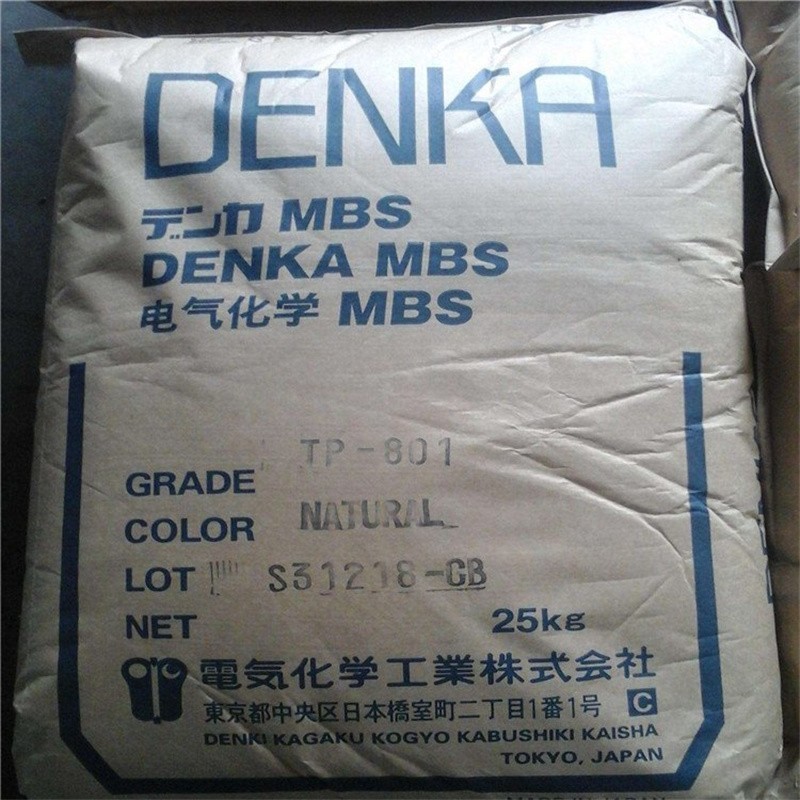 DENKA
デンカ MBS
DENKA MBS
电气化学 MBS
TP-801
GRADE
NATURAL
COLOR
LOT S31218-CB
NET 25kg
電気化学工業株式会社
東京都中央区日本橋室町二丁目1番1号 C
DENKI KAGAKU KOGYO KABUSHIKI KAISHA
TOKYO, JAPAN